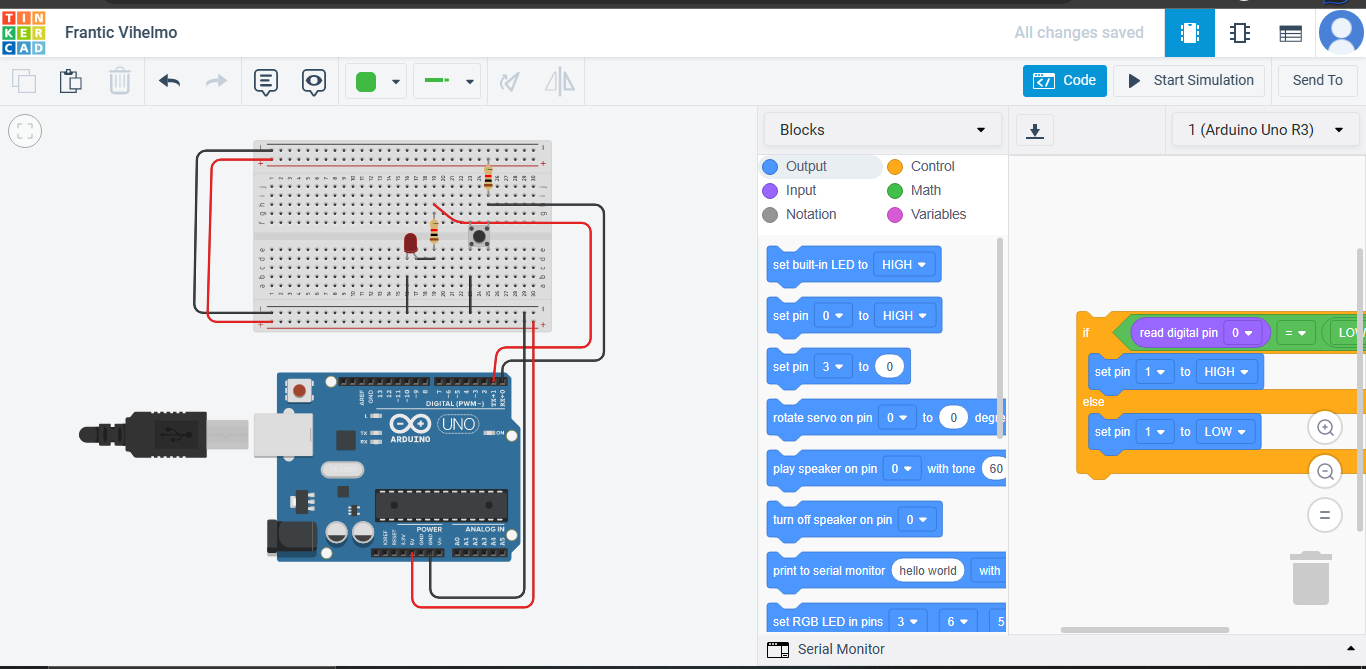 TIN
KER
CAD
Frantic Vihelmo
All changes saved
Code
Start Simulation
Send To
Blocks
1 (Arduino Uno R3)
Output
Control
Input
Math
Notation
Variables
set built-in LED to HIGH
set pin 0 to HIGH
set pin 3 to 0
rotate servo on pin 0 to 0 degre
play speaker on pin 0 with tone 60
turn off speaker on pin 0
print to serial monitor hello world with
set RGB LED in pins 3 6 5
if read digital pin 0 = LOW
set pin 1 to HIGH
else
set pin 1 to LOW
DIGITAL (PWM~)
UNO
ARDUINO
L
TX
RX
ON
AREF
GND
13
12
~11
~10
~9
8
7
~6
~5
4
~3
2
TX→1
RX←0
POWER
ANALOG IN
IOREF
RESET
3.3V
5V
GND
GND
Vin
A0
A1
A2
A3
A4
A5
Serial Monitor